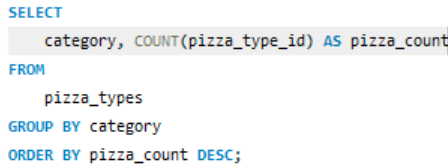 SELECT
category, COUNT(pizza_type_id) AS pizza_count
FROM
pizza_types
GROUP BY category
ORDER BY pizza_count DESC;